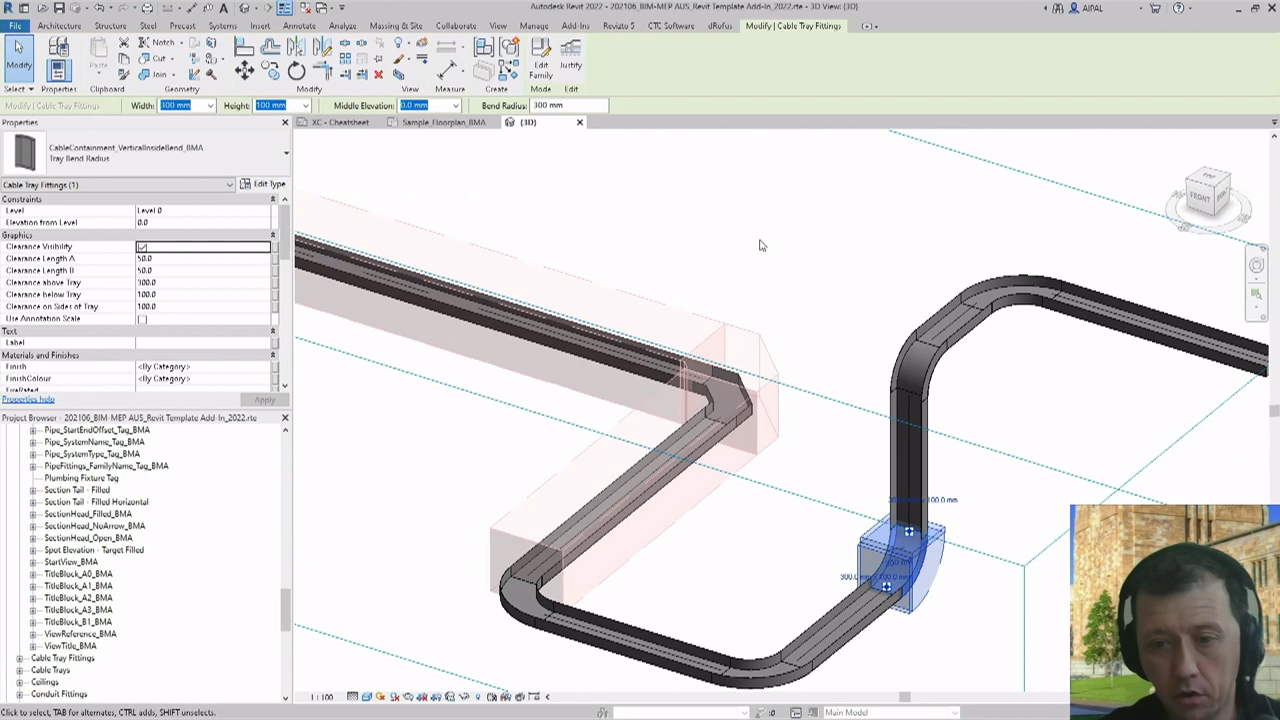 Autodesk Revit 2022 - 202106_BIM-MEP AUS_Revit Template Add-In_2022.rte - 3D View: {3D}
AIPAL
File Architecture Structure Steel Precast Systems Insert Annotate Analyze Massing & Site Collaborate View Manage Add-Ins Revizto 5 CTC Software dRofus Modify | Cable Tray Fittings
Modify
Paste
Notch
Cut
Join
Edit
Family
Justify
Select Properties Clipboard Geometry Modify View Measure Create Mode Edit
Modify | Cable Tray Fittings Width: 300 mm Height: 100 mm Middle Elevation: 0.0 mm Bend Radius: 300 mm
Properties
XC - Cheatsheet
Sample_Floorplan_BMA
{3D}
CableContainment_VerticalInsideBend_BMA
Tray Bend Radius
Cable Tray Fittings (1)
Edit Type
Constraints
Level Level 0
Elevation from Level 0.0
Graphics
Clearance Visibility
Clearance Length A 50.0
Clearance Length B 50.0
Clearance above Tray 300.0
Clearance below Tray 100.0
Clearance on Sides of Tray 100.0
Use Annotation Scale
Text
Label
Materials and Finishes
Finish <By Category>
FinishColour <By Category>
FireRated
Properties help
Apply
Project Browser - 202106_BIM-MEP AUS_Revit Template Add-In_2022.rte
Pipe_StartEndOffset_Tag_BMA
Pipe_SystemName_Tag_BMA
Pipe_SystemType_Tag_BMA
PipeFittings_FamilyName_Tag_BMA
Plumbing Fixture Tag
Section Tail - Filled
Section Tail - Filled Horizontal
SectionHead_Filled_BMA
SectionHead_NoArrow_BMA
SectionHead_Open_BMA
Spot Elevation - Target Filled
StartView_BMA
TitleBlock_A0_BMA
TitleBlock_A1_BMA
TitleBlock_A2_BMA
TitleBlock_A3_BMA
TitleBlock_B1_BMA
ViewReference_BMA
ViewTitle_BMA
Cable Tray Fittings
Cable Trays
Ceilings
Conduit Fittings
TOP
FRONT
1 : 100
Click to select, TAB for alternates, CTRL adds, SHIFT unselects.
:0
Main Model